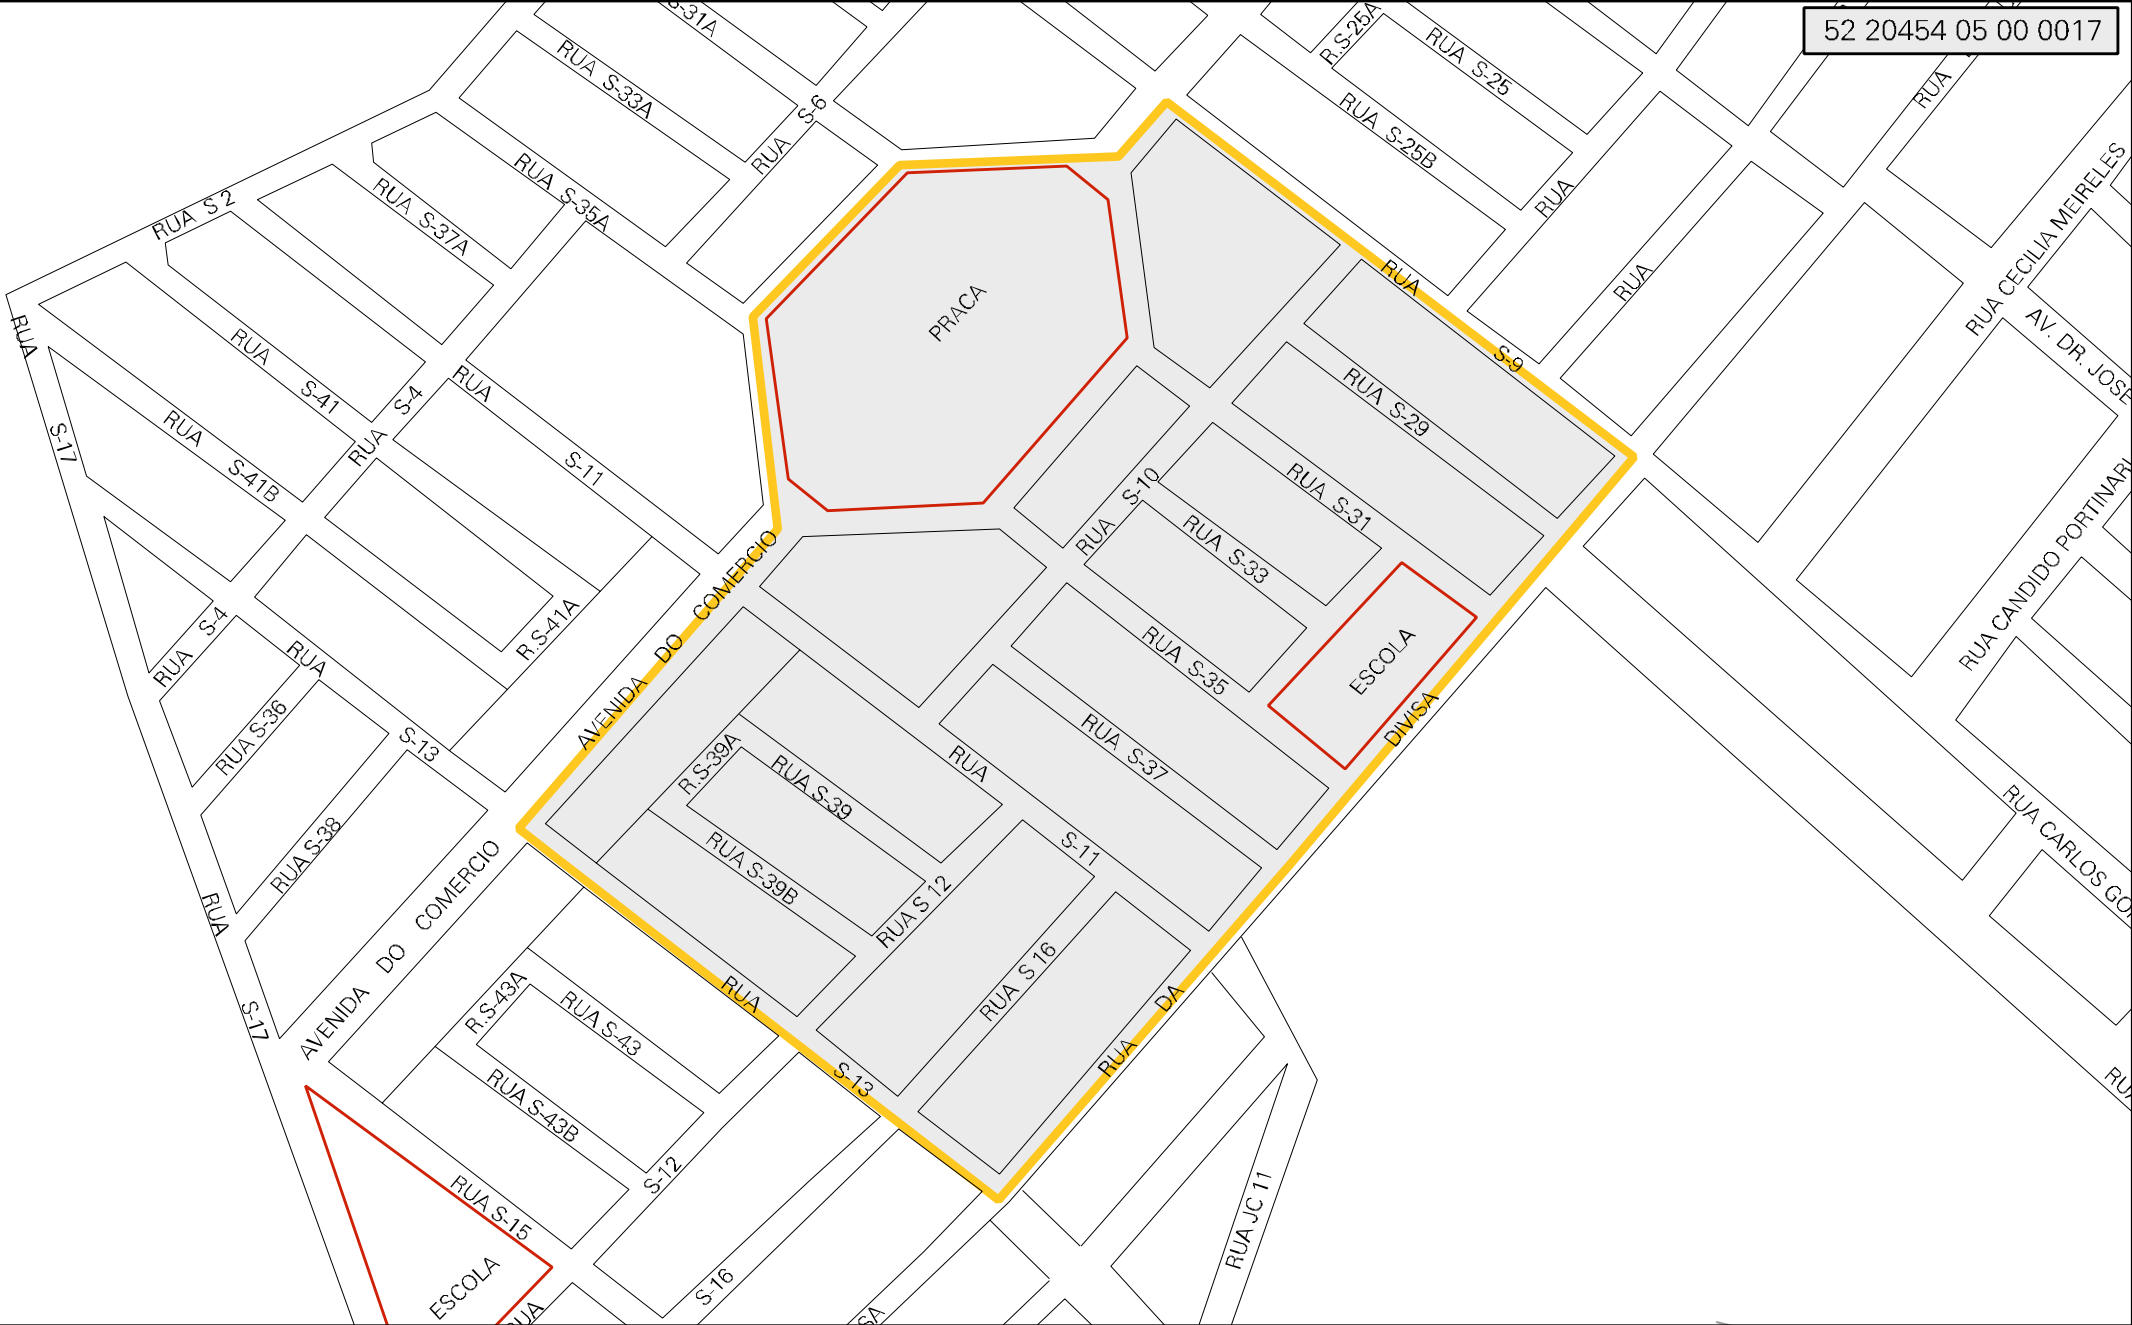 52 20454 05 00 0017
S-31A
RUA S-33A
RUA S-6
R.S-25A
RUA S-25
RUA S-25B
RUA
RUA
RUA
RUA CECILIA MEIRELES
AV. DR. JOSE
RUA CANDIDO PORTINARI
RUA CARLOS GO
RUA S 2
RUA S-35A
RUA S-37A
RUA S-17
RUA S-41
RUA S-41B
RUA S-4
RUA S-11
R.S-41A
RUA S-4
RUA S-13
RUA S-36
RUA S-38
RUA S-17
AVENIDA DO COMERCIO
PRACA
RUA S-9
RUA S-29
RUA S-31
RUA S-10
RUA S-33
RUA S-35
ESCOLA
RUA S-37
RUA S-11
AVENIDA DO COMERCIO
R.S-39A
RUA S-39
RUA S-39B
RUA S 12
RUA S 16
RUA DA DIVISA
RUA S-13
R.S-43A
RUA S-43
RUA S-43B
S-12
RUA S-15
ESCOLA
S-16
RUA JC 11